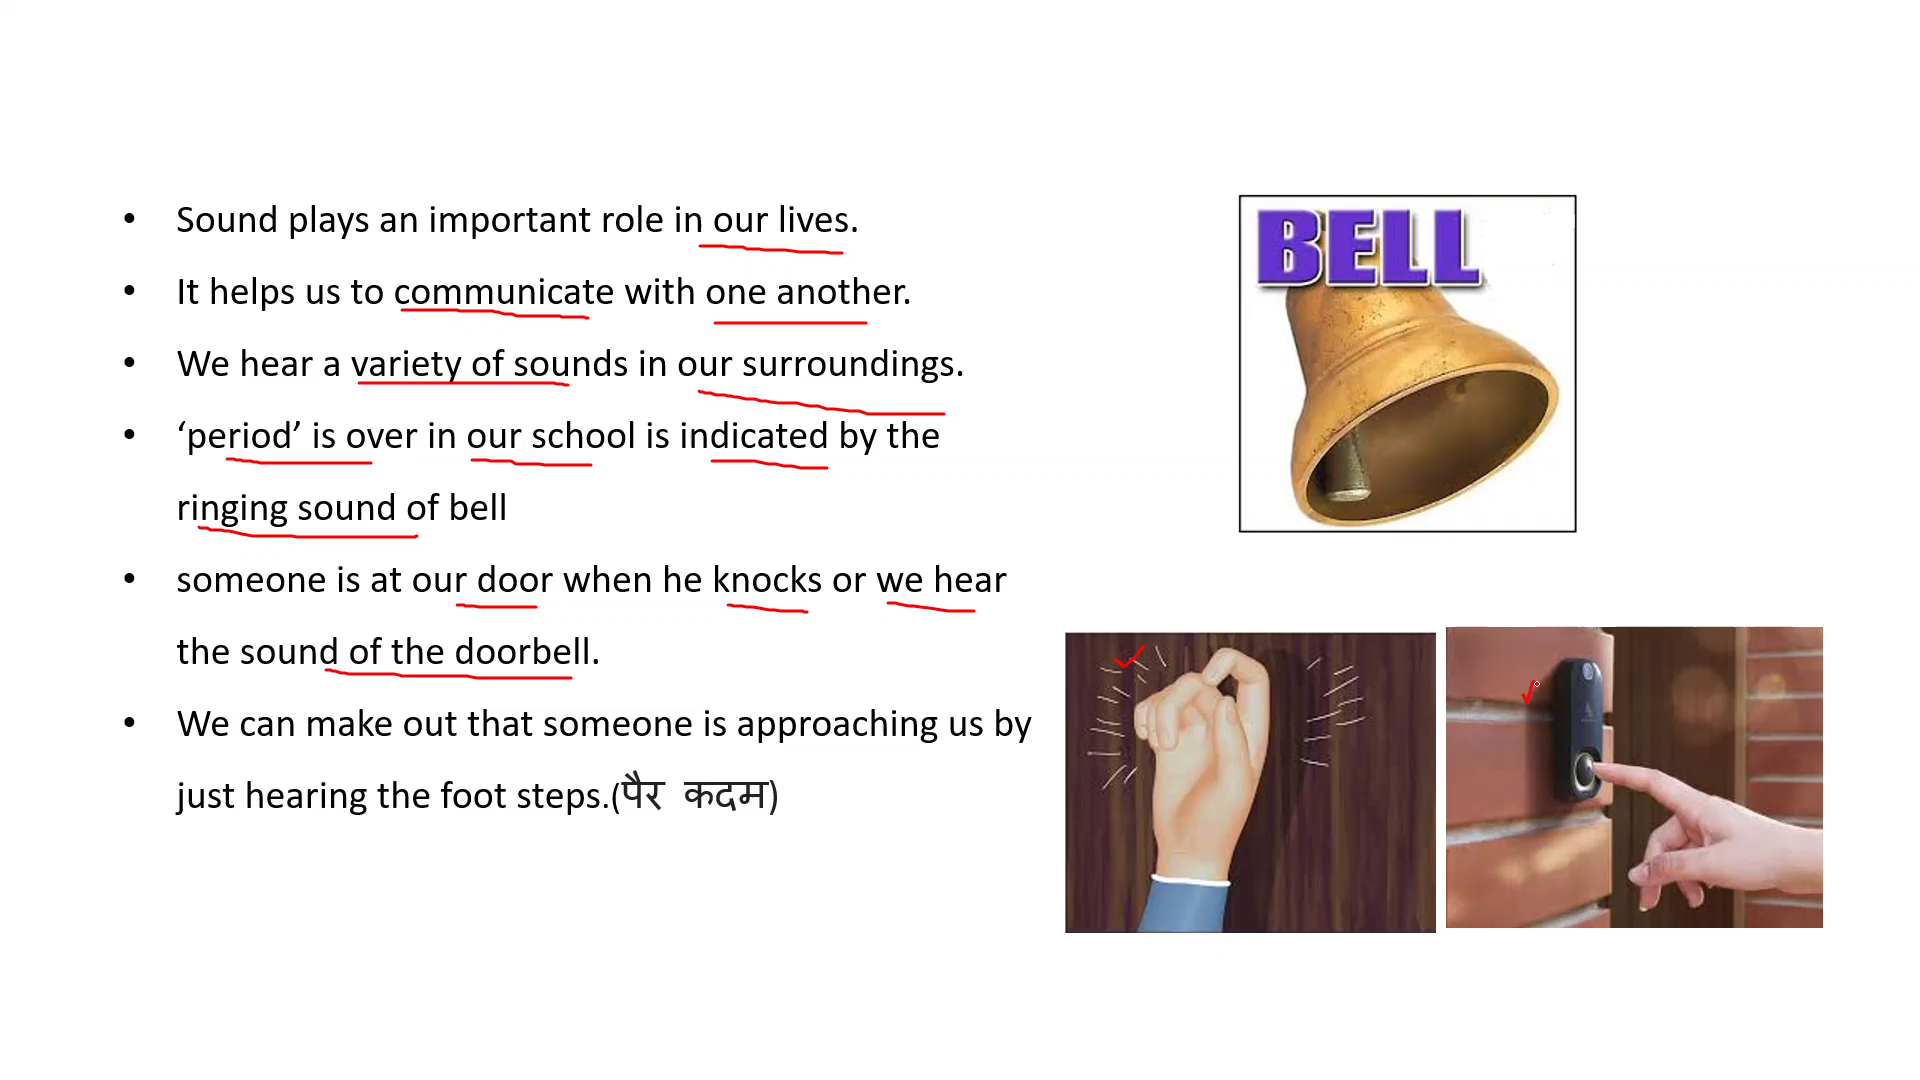 • Sound plays an important role in our lives.
• It helps us to communicate with one another.
• We hear a variety of sounds in our surroundings.
• ‘period’ is over in our school is indicated by the
ringing sound of bell
• someone is at our door when he knocks or we hear
the sound of the doorbell.
• We can make out that someone is approaching us by
just hearing the foot steps.(पैर कदम)
BELL